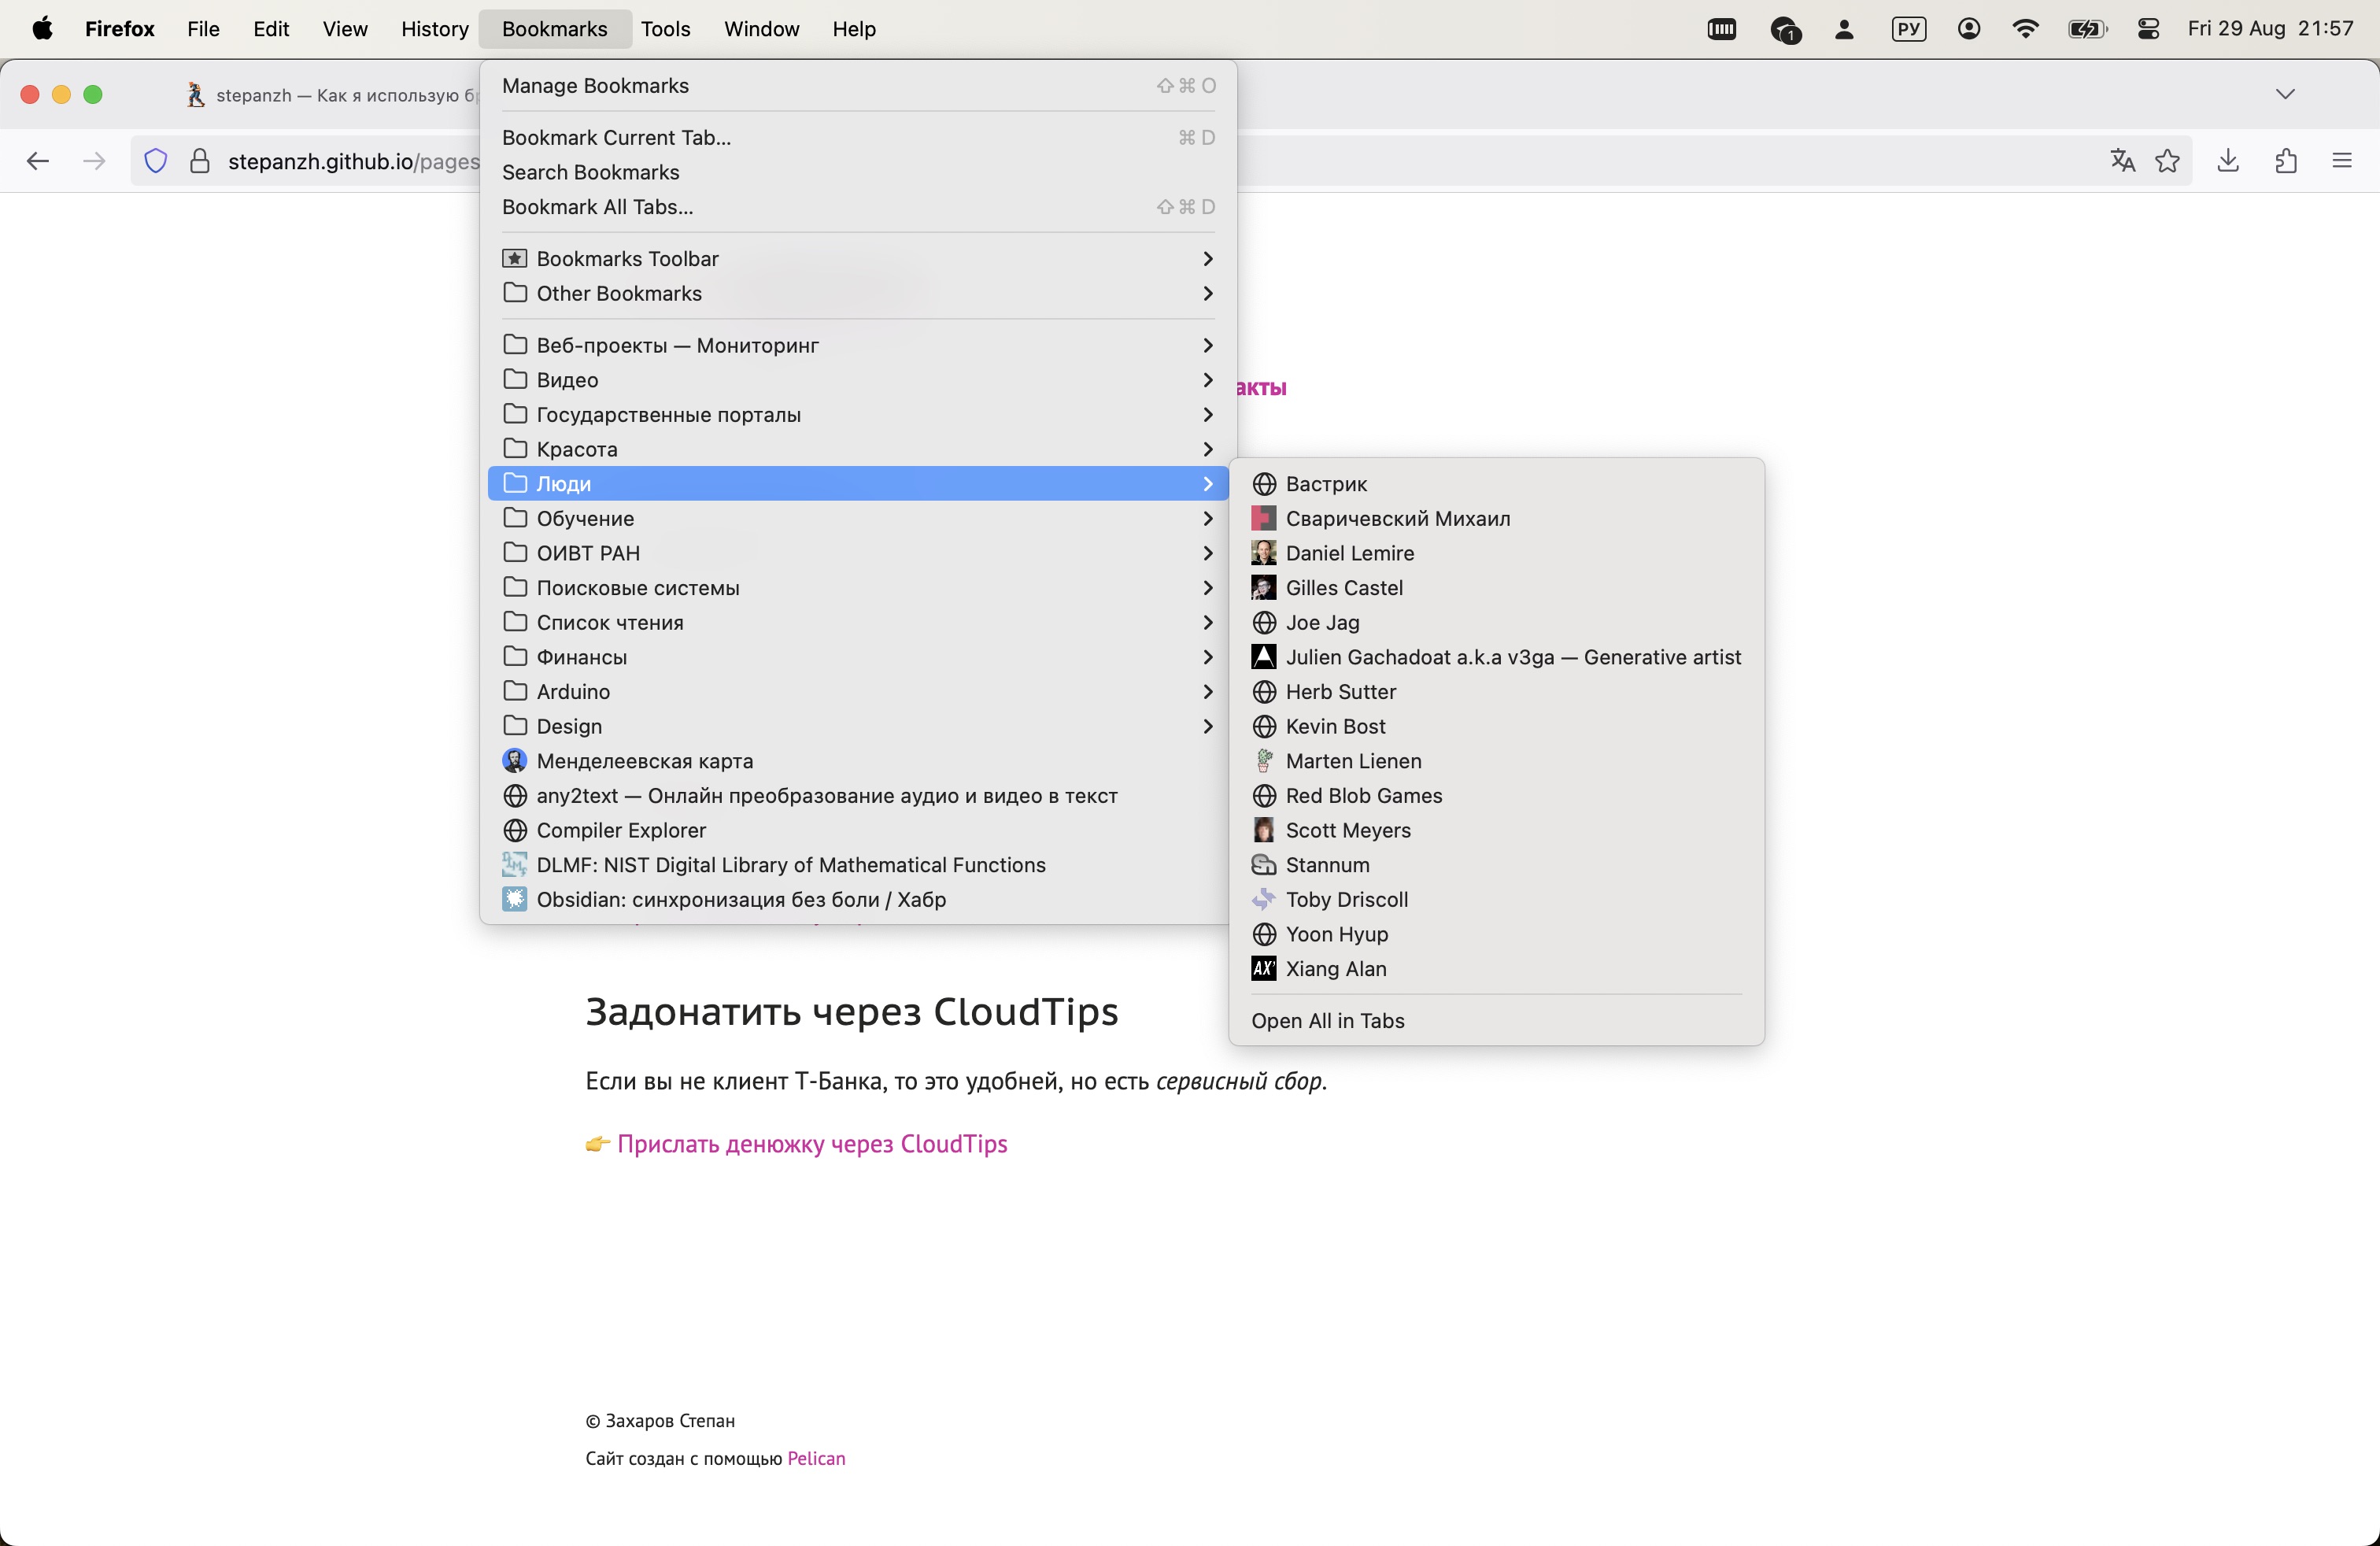 Firefox File Edit View History Bookmarks Tools Window Help 1 РУ Fri 29 Aug 21:57
stepanzh — Как я использую
stepanzh.github.io/pages
Manage Bookmarks ⇧⌘O
Bookmark Current Tab... ⌘D
Search Bookmarks
Bookmark All Tabs... ⇧⌘D
Bookmarks Toolbar
Other Bookmarks
Веб-проекты — Мониторинг
Видео
акты
Государственные порталы
Красота
Люди
Обучение
ОИВТ РАН
Поисковые системы
Список чтения
Финансы
Arduino
Design
Менделеевская карта
any2text — Онлайн преобразование аудио и видео в текст
Compiler Explorer
DLMF: NIST Digital Library of Mathematical Functions
Obsidian: синхронизация без боли / Хабр
Вастрик
Сваричевский Михаил
Daniel Lemire
Gilles Castel
Joe Jag
Julien Gachadoat a.k.a v3ga — Generative artist
Herb Sutter
Kevin Bost
Marten Lienen
Red Blob Games
Scott Meyers
Stannum
Toby Driscoll
Yoon Hyup
AX' Xiang Alan
Open All in Tabs
Задонатить через CloudTips
Если вы не клиент Т-Банка, то это удобней, но есть сервисный сбор.
👉 Прислать денюжку через CloudTips
© Захаров Степан
Сайт создан с помощью Pelican